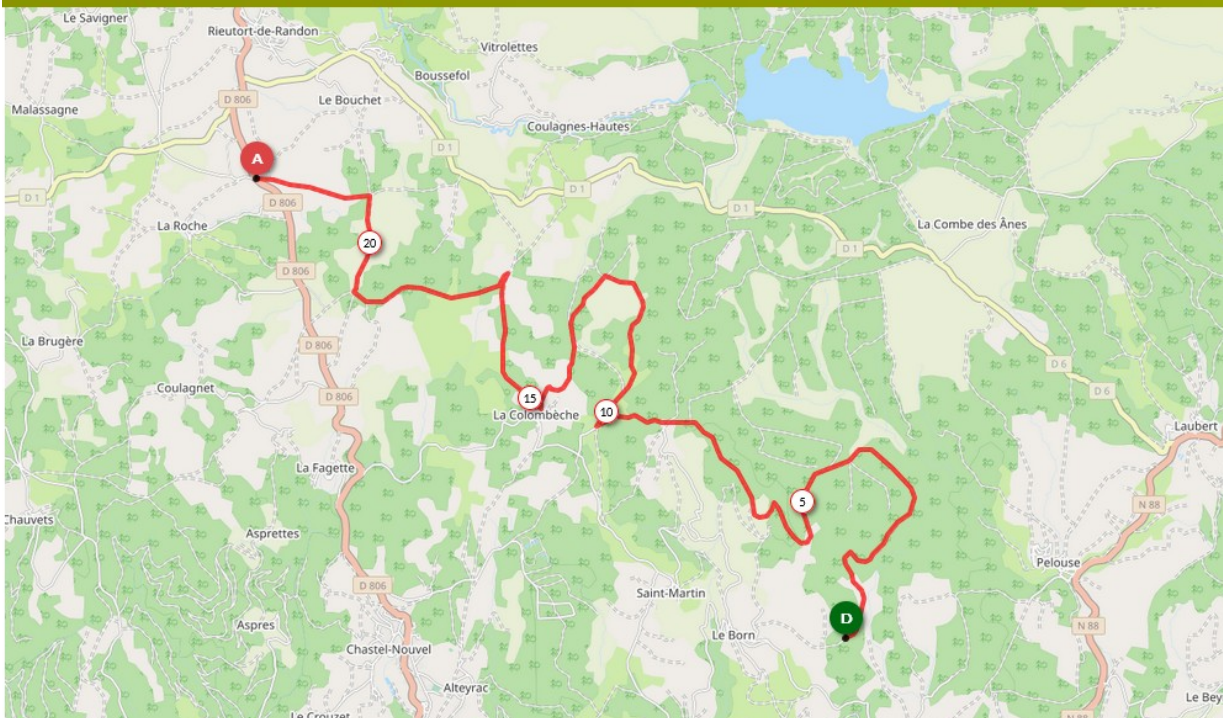 Le Savigner
Rieutort-de-Randon
Vitrolettes
Boussefol
D 806
Le Bouchet
Malassagne
Coulagnes-Hautes
D 1
A
D 1
D 1
D 806
D 1
La Roche
La Combe des Ânes
20
D 1
D 806
La Brugère
D 806
D 6
Coulagnet
D 6
15
La Colombèche
10
Laubert
La Fagette
5
N 88
Chauvets
Asprettes
Pelouse
D 806
Saint-Martin
D
Aspres
Le Born
N 88
Chastel-Nouvel
Alteyrac
Le Bey
Le Crouzet
N 88